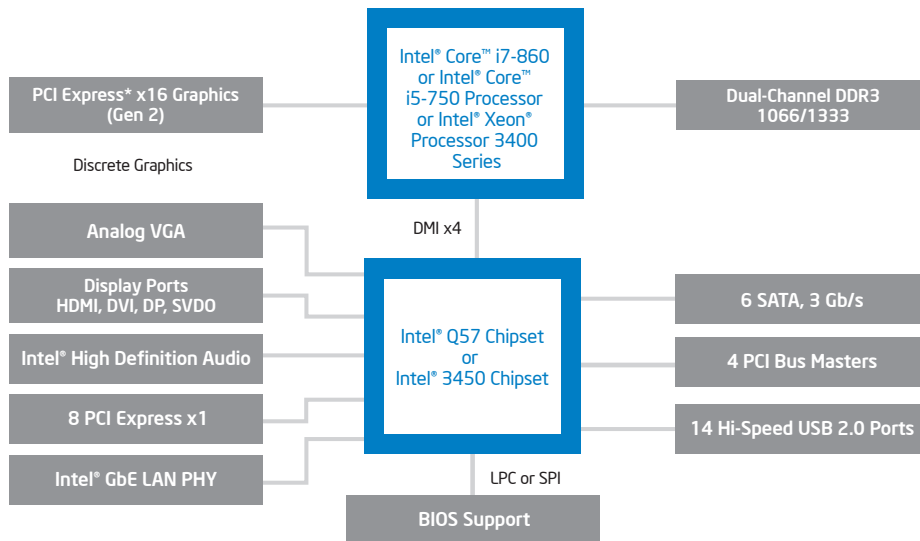 Intel® Core™ i7-860
or Intel® Core™
i5-750 Processor
or Intel® Xeon®
Processor 3400
Series
PCI Express* x16 Graphics
(Gen 2)
Dual-Channel DDR3
1066/1333
Discrete Graphics
DMI x4
Analog VGA
Display Ports
HDMI, DVI, DP, SVDO
Intel® High Definition Audio
8 PCI Express x1
Intel® GbE LAN PHY
Intel® Q57 Chipset
or
Intel® 3450 Chipset
6 SATA, 3 Gb/s
4 PCI Bus Masters
14 Hi-Speed USB 2.0 Ports
LPC or SPI
BIOS Support